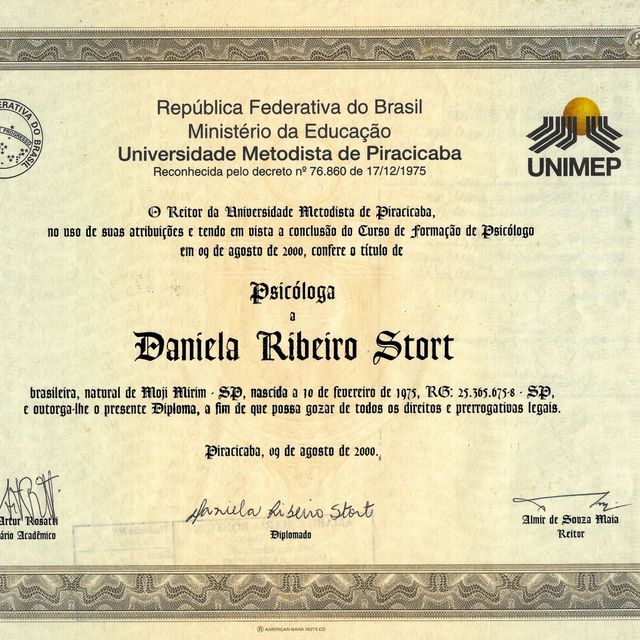 República Federativa do Brasil
Ministério da Educação
Universidade Metodista de Piracicaba
Reconhecida pelo decreto nº 76.860 de 17/12/1975
ERATIVA DO BRASIL
PROGRESSO
UNIMEP
O Reitor da Universidade Metodista de Piracicaba,
no uso de suas atribuições e tendo em vista a conclusão do Curso de Formação de Psicólogo
em 09 de agosto de 2000, confere o título de
Psicóloga
a
Daniela Ribeiro Stort
brasileira, natural de Moji Mirim - SP, nascida a 10 de fevereiro de 1975, RG: 25.365.675-8 - SP,
e outorga-lhe o presente Diploma, a fim de que possa gozar de todos os direitos e prerrogativas legais.
Piracicaba, 09 de agosto de 2000.
Daniela Ribeiro Stort
Artur Rosatti
ário Acadêmico
Diplomado
Almir de Souza Maia
Reitor
® AMERICAN BANK NOTE CO